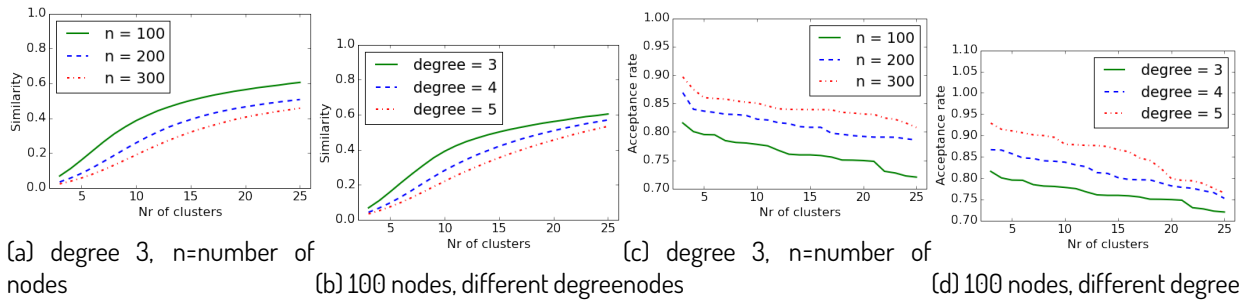 1.0
0.8
0.6
0.4
0.2
0.0
Similarity
n = 100
n = 200
n = 300
5 10 15 20 25
Nr of clusters
(a) degree 3, n=number of
nodes
1.0
0.8
0.6
0.4
0.2
0.0
Similarity
degree = 3
degree = 4
degree = 5
5 10 15 20 25
Nr of clusters
(b) 100 nodes, different degree
1.00
0.95
0.90
0.85
0.80
0.75
0.70
Acceptance rate
n = 100
n = 200
n = 300
5 10 15 20 25
Nr of clusters
(c) degree 3, n=number of
nodes
1.10
1.05
1.00
0.95
0.90
0.85
0.80
0.75
0.70
Acceptance rate
degree = 3
degree = 4
degree = 5
5 10 15 20 25
Nr of clusters
(d) 100 nodes, different degree